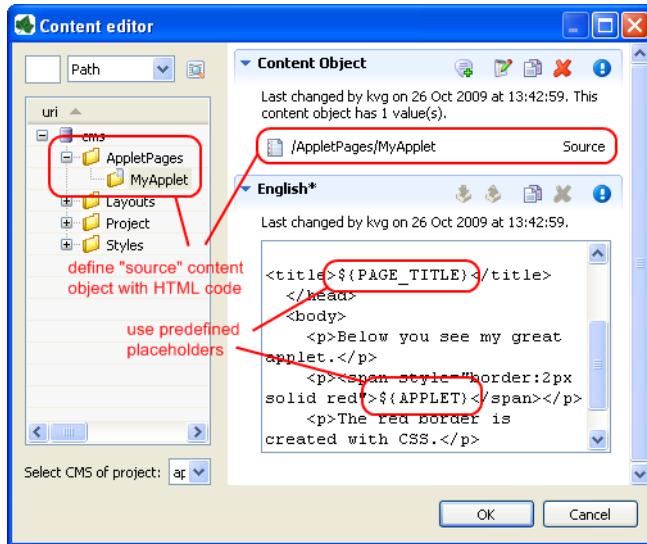 Content editor
Path
uri
cms
AppletPages
MyApplet
Layouts
Project
Styles
define "source" content
object with HTML code
use predefined
placeholders
Select CMS of project:
Content Object
Last changed by kvg on 26 Oct 2009 at 13:42:59. This
content object has 1 value(s).
/AppletPages/MyApplet Source
English*
Last changed by kvg on 26 Oct 2009 at 13:42:59.
<title>${PAGE_TITLE}</title>
</head>
<body>
<p>Below you see my great
applet.</p>
<p><span style="border:2px
solid red">${APPLET}</span></p>
<p>The red border is
created with CSS.</p>
OK Cancel